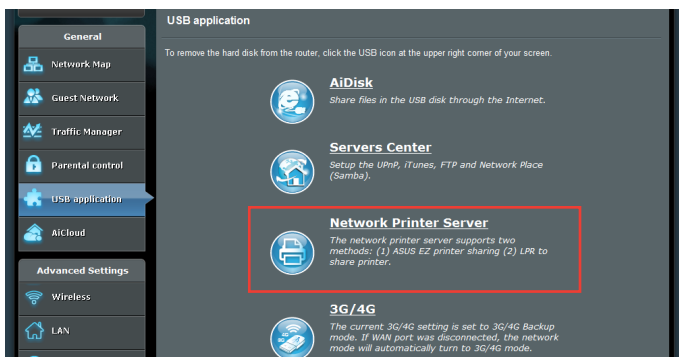 General
Network Map
Guest Network
Traffic Manager
Parental control
USB application
AiCloud
Advanced Settings
Wireless
LAN
USB application
To remove the hard disk from the router, click the USB icon at the upper right corner of your screen.
AiDisk
Share files in the USB disk through the Internet.
Servers Center
Setup the UPnP, iTunes, FTP and Network Place
(Samba).
Network Printer Server
The network printer server supports two
methods: (1) ASUS EZ printer sharing (2) LPR to
share printer.
3G/4G
The current 3G/4G setting is set to 3G/4G Backup
mode. If WAN port was disconnected, the network
mode will automatically turn to 3G/4G mode.